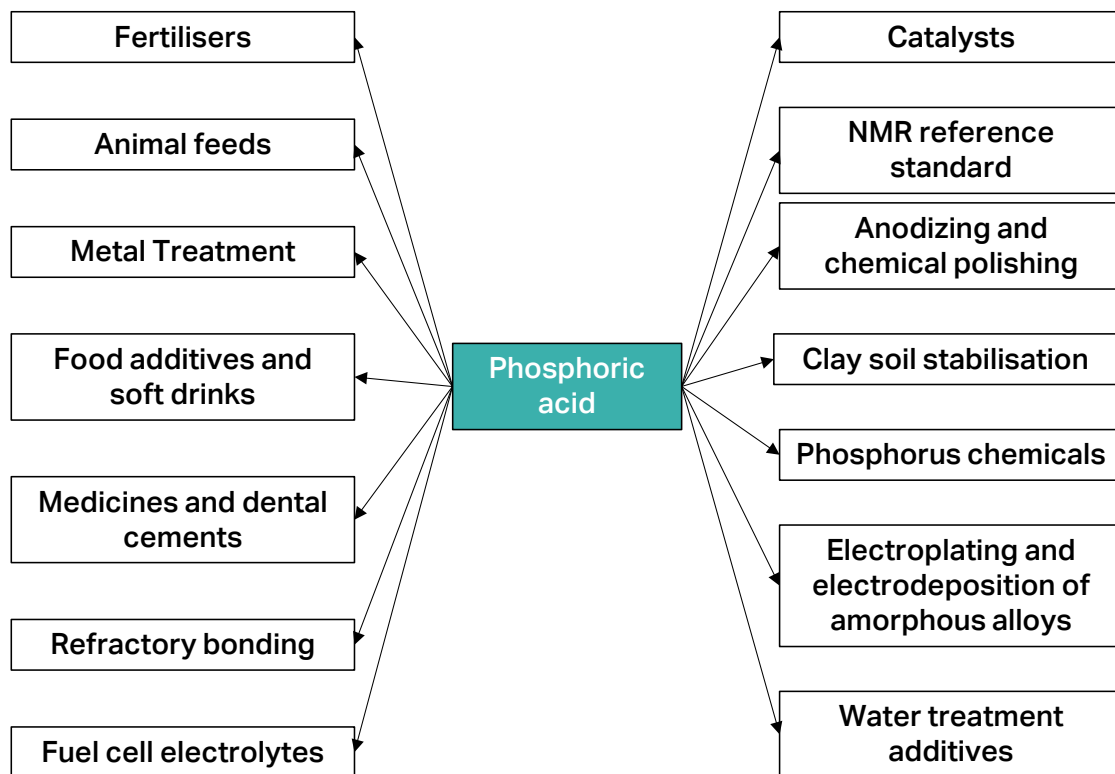 Fertilisers
Animal feeds
Metal Treatment
Food additives and
soft drinks
Medicines and dental
cements
Refractory bonding
Fuel cell electrolytes
Phosphoric
acid
Catalysts
NMR reference
standard
Anodizing and
chemical polishing
Clay soil stabilisation
Phosphorus chemicals
Electroplating and
electrodeposition of
amorphous alloys
Water treatment
additives